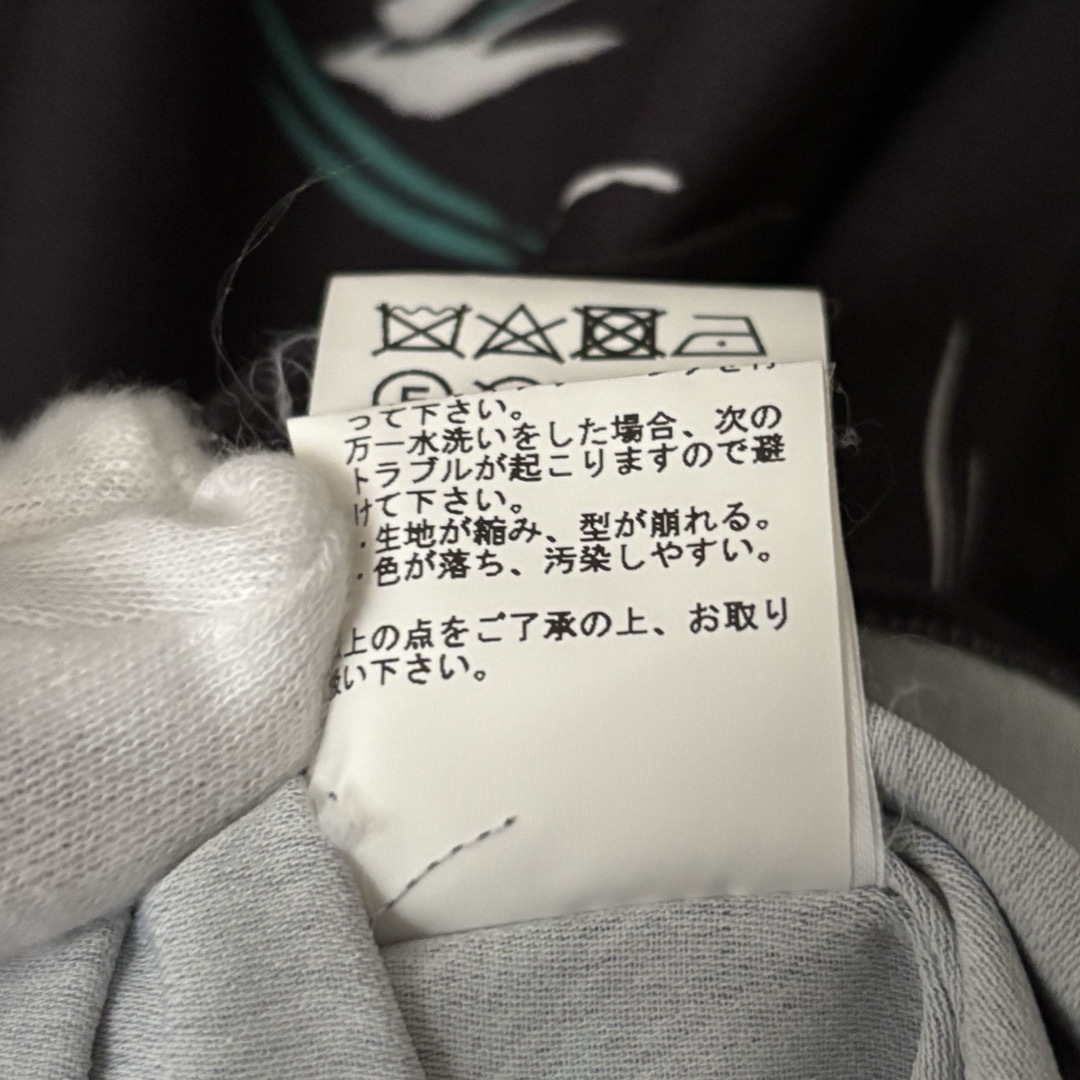 って下さい。
万一水洗いをした場合、次の
トラブルが起こりますので避
けて下さい。
・生地が縮み、型が崩れる。
・色が落ち、汚染しやすい。
上の点をご了承の上、お取り
い下さい。